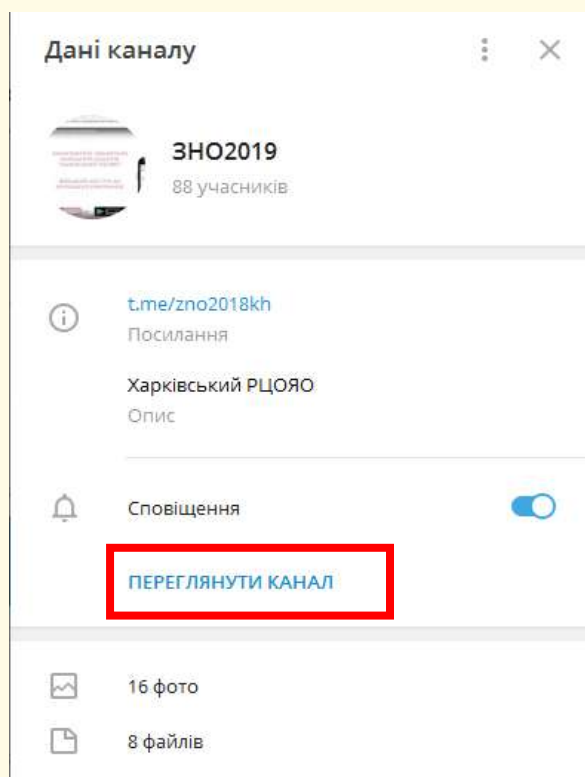 Дані каналу
ЗНО2019
88 учасників
t.me/zno2018kh
Посилання
Харківський РЦОЯО
Опис
Сповіщення
ПЕРЕГЛЯНУТИ КАНАЛ
16 фото
8 файлів